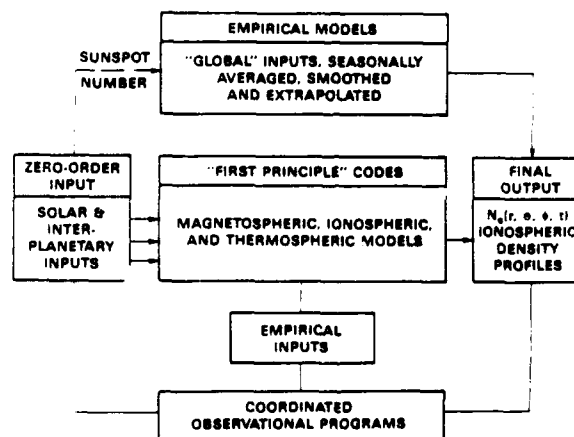 EMPIRICAL MODELS
SUNSPOT
NUMBER
"GLOBAL" INPUTS, SEASONALLY
AVERAGED, SMOOTHED
AND EXTRAPOLATED
ZERO-ORDER
INPUT
SOLAR &
INTER-
PLANETARY
INPUTS
"FIRST PRINCIPLE" CODES
MAGNETOSPHERIC, IONOSPHERIC,
AND THERMOSPHERIC MODELS
FINAL
OUTPUT
Ne(r, θ, φ, t)
IONOSPHERIC
DENSITY
PROFILES
EMPIRICAL
INPUTS
COORDINATED
OBSERVATIONAL PROGRAMS